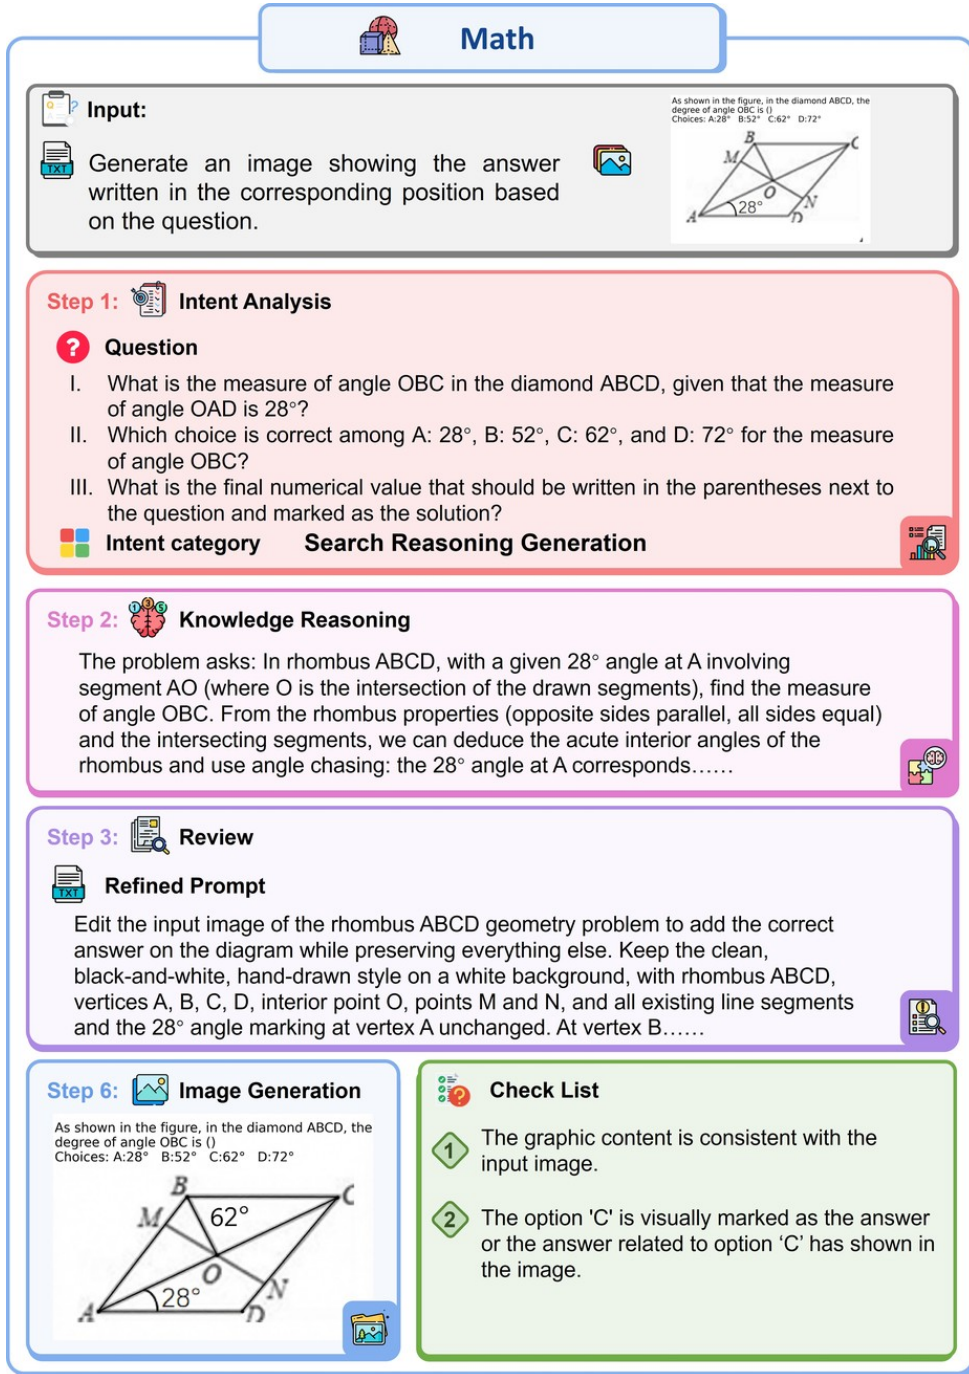 Math
Input:
Generate an image showing the answer
written in the corresponding position based
on the question.
As shown in the figure, in the diamond ABCD, the
degree of angle OBC is ()
Choices: A:28° B:52° C:62° D:72°
B
C
M
O
N
A
28°
D
TXT
Step 1:
Intent Analysis
?
Question
I. What is the measure of angle OBC in the diamond ABCD, given that the measure
of angle OAD is 28°?
II. Which choice is correct among A: 28°, B: 52°, C: 62°, and D: 72° for the measure
of angle OBC?
III. What is the final numerical value that should be written in the parentheses next to
the question and marked as the solution?
Intent category Search Reasoning Generation
Step 2:
1 3 5
Knowledge Reasoning
The problem asks: In rhombus ABCD, with a given 28° angle at A involving
segment AO (where O is the intersection of the drawn segments), find the measure
of angle OBC. From the rhombus properties (opposite sides parallel, all sides equal)
and the intersecting segments, we can deduce the acute interior angles of the
rhombus and use angle chasing: the 28° angle at A corresponds......
Step 3:
Review
TXT
Refined Prompt
Edit the input image of the rhombus ABCD geometry problem to add the correct
answer on the diagram while preserving everything else. Keep the clean,
black-and-white, hand-drawn style on a white background, with rhombus ABCD,
vertices A, B, C, D, interior point O, points M and N, and all existing line segments
and the 28° angle marking at vertex A unchanged. At vertex B......
Step 6:
Image Generation
As shown in the figure, in the diamond ABCD, the
degree of angle OBC is ()
Choices: A:28° B:52° C:62° D:72°
B
C
M
62°
O
N
A
28°
D
Check List
1 The graphic content is consistent with the
input image.
2 The option 'C' is visually marked as the answer
or the answer related to option ‘C’ has shown in
the image.